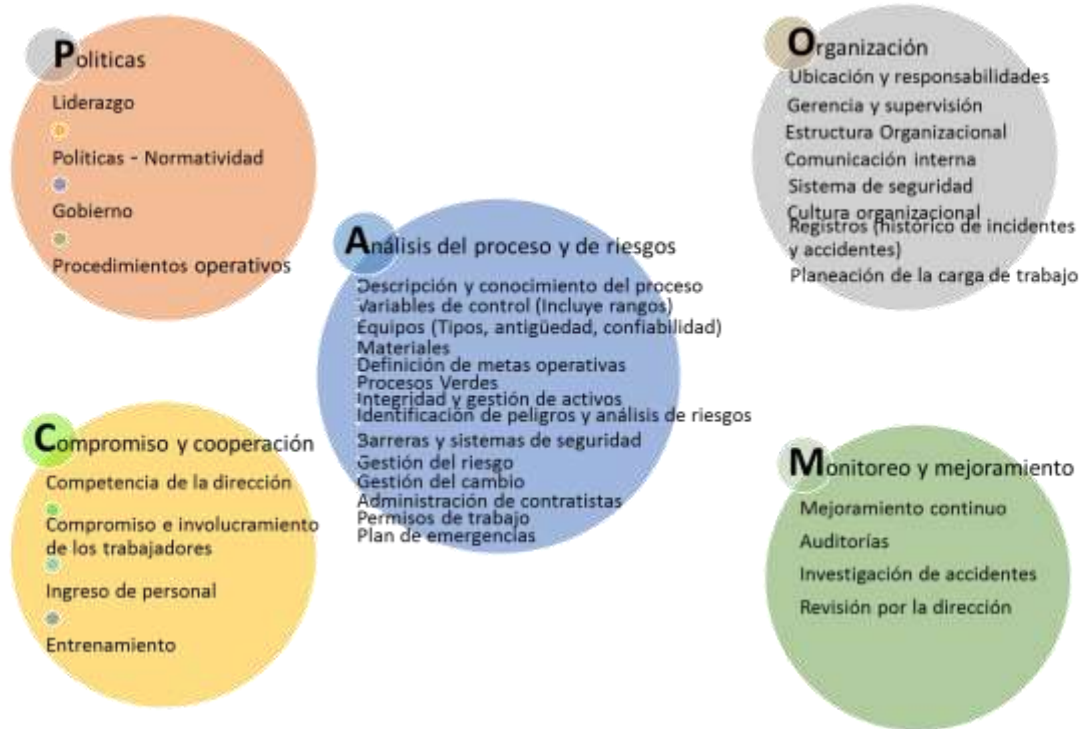 Políticas
Liderazgo
Políticas - Normatividad
Gobierno
Procedimientos operativos
Organización
Ubicación y responsabilidades
Gerencia y supervisión
Estructura Organizacional
Comunicación interna
Sistema de seguridad
Cultura organizacional
Registros (histórico de incidentes
y accidentes)
Planeación de la carga de trabajo
Análisis del proceso y de riesgos
Descripción y conocimiento del proceso
Variables de control (Incluye rangos)
Equipos (Tipos, antigüedad, confiabilidad)
Materiales
Definición de metas operativas
Procesos Verdes
Integridad y gestión de activos
Identificación de peligros y análisis de riesgos
Barreras y sistemas de seguridad
Gestión del riesgo
Gestión del cambio
Administración de contratistas
Permisos de trabajo
Plan de emergencias
Compromiso y cooperación
Competencia de la dirección
Compromiso e involucramiento
de los trabajadores
Ingreso de personal
Entrenamiento
Monitoreo y mejoramiento
Mejoramiento continuo
Auditorías
Investigación de accidentes
Revisión por la dirección